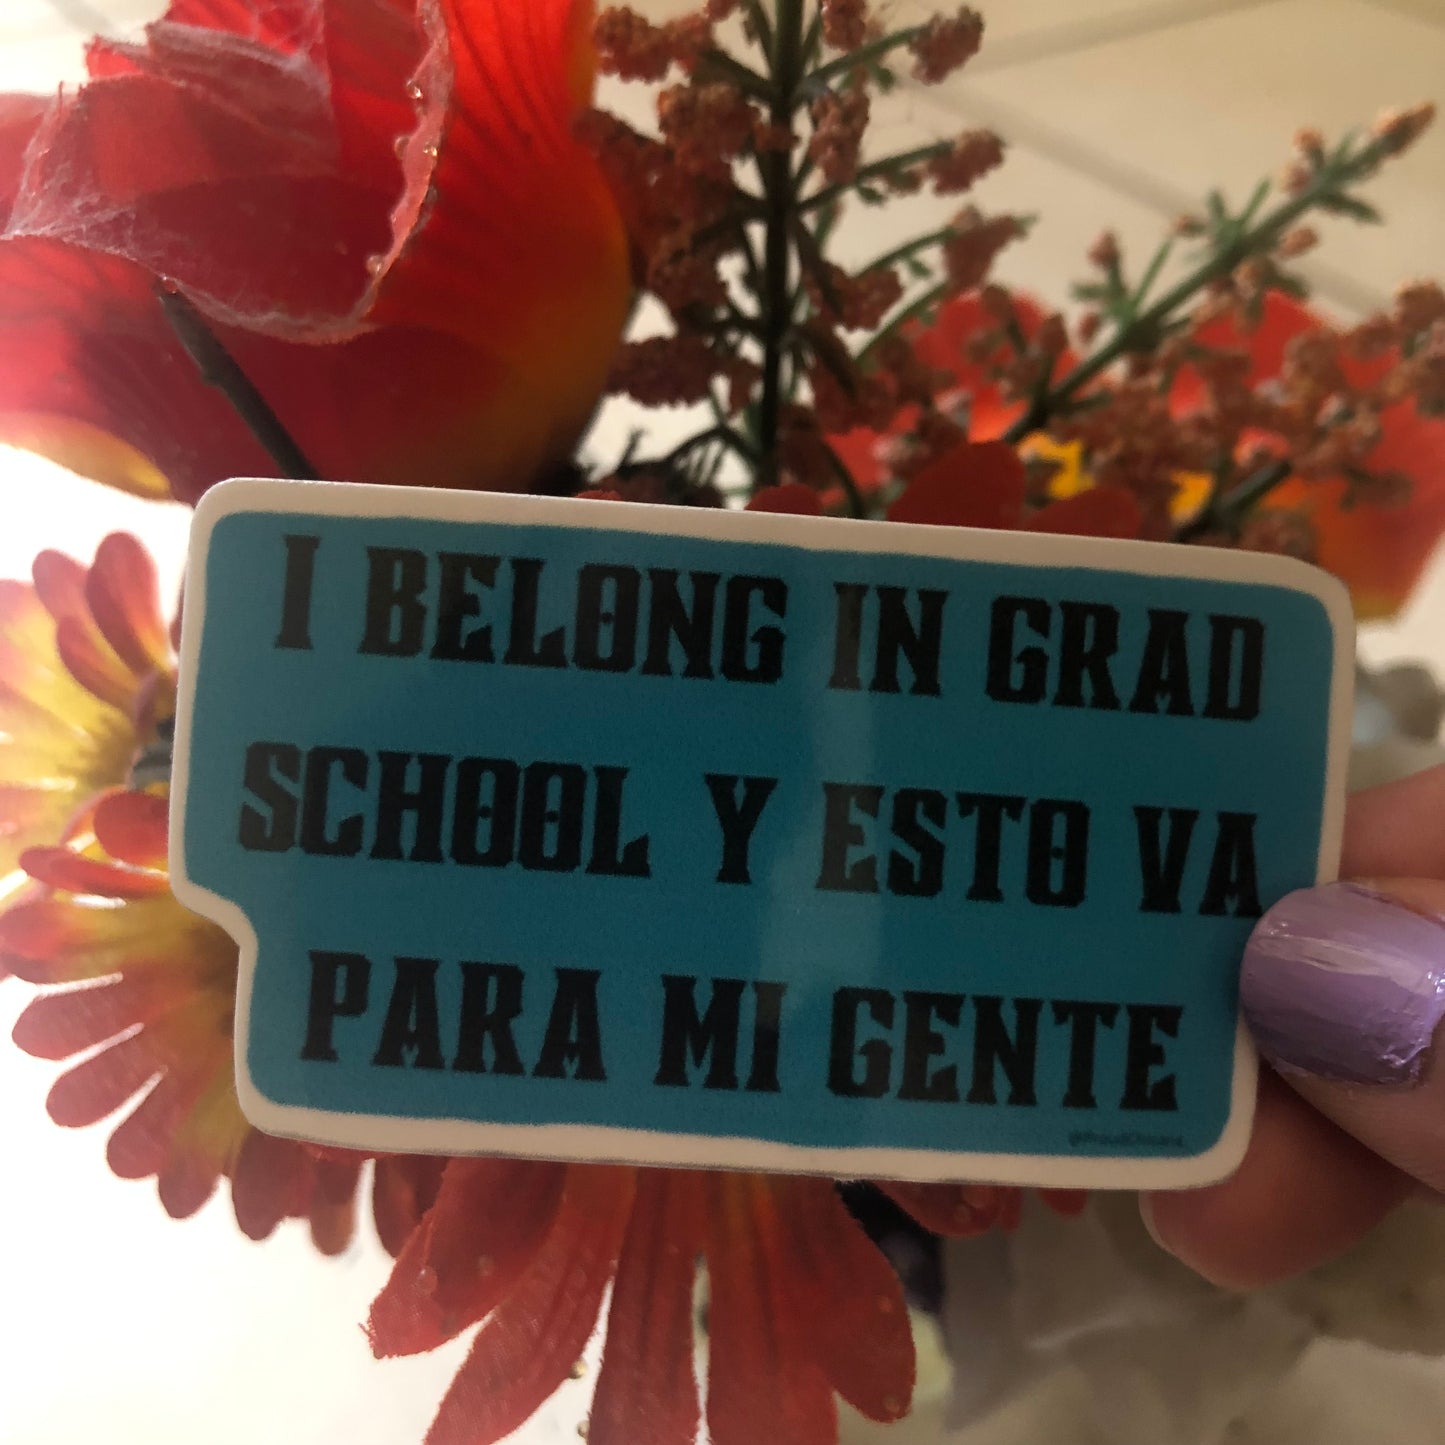 I BELONG IN GRAD
SCHOOL Y ESTO VA
PARA MI GENTE